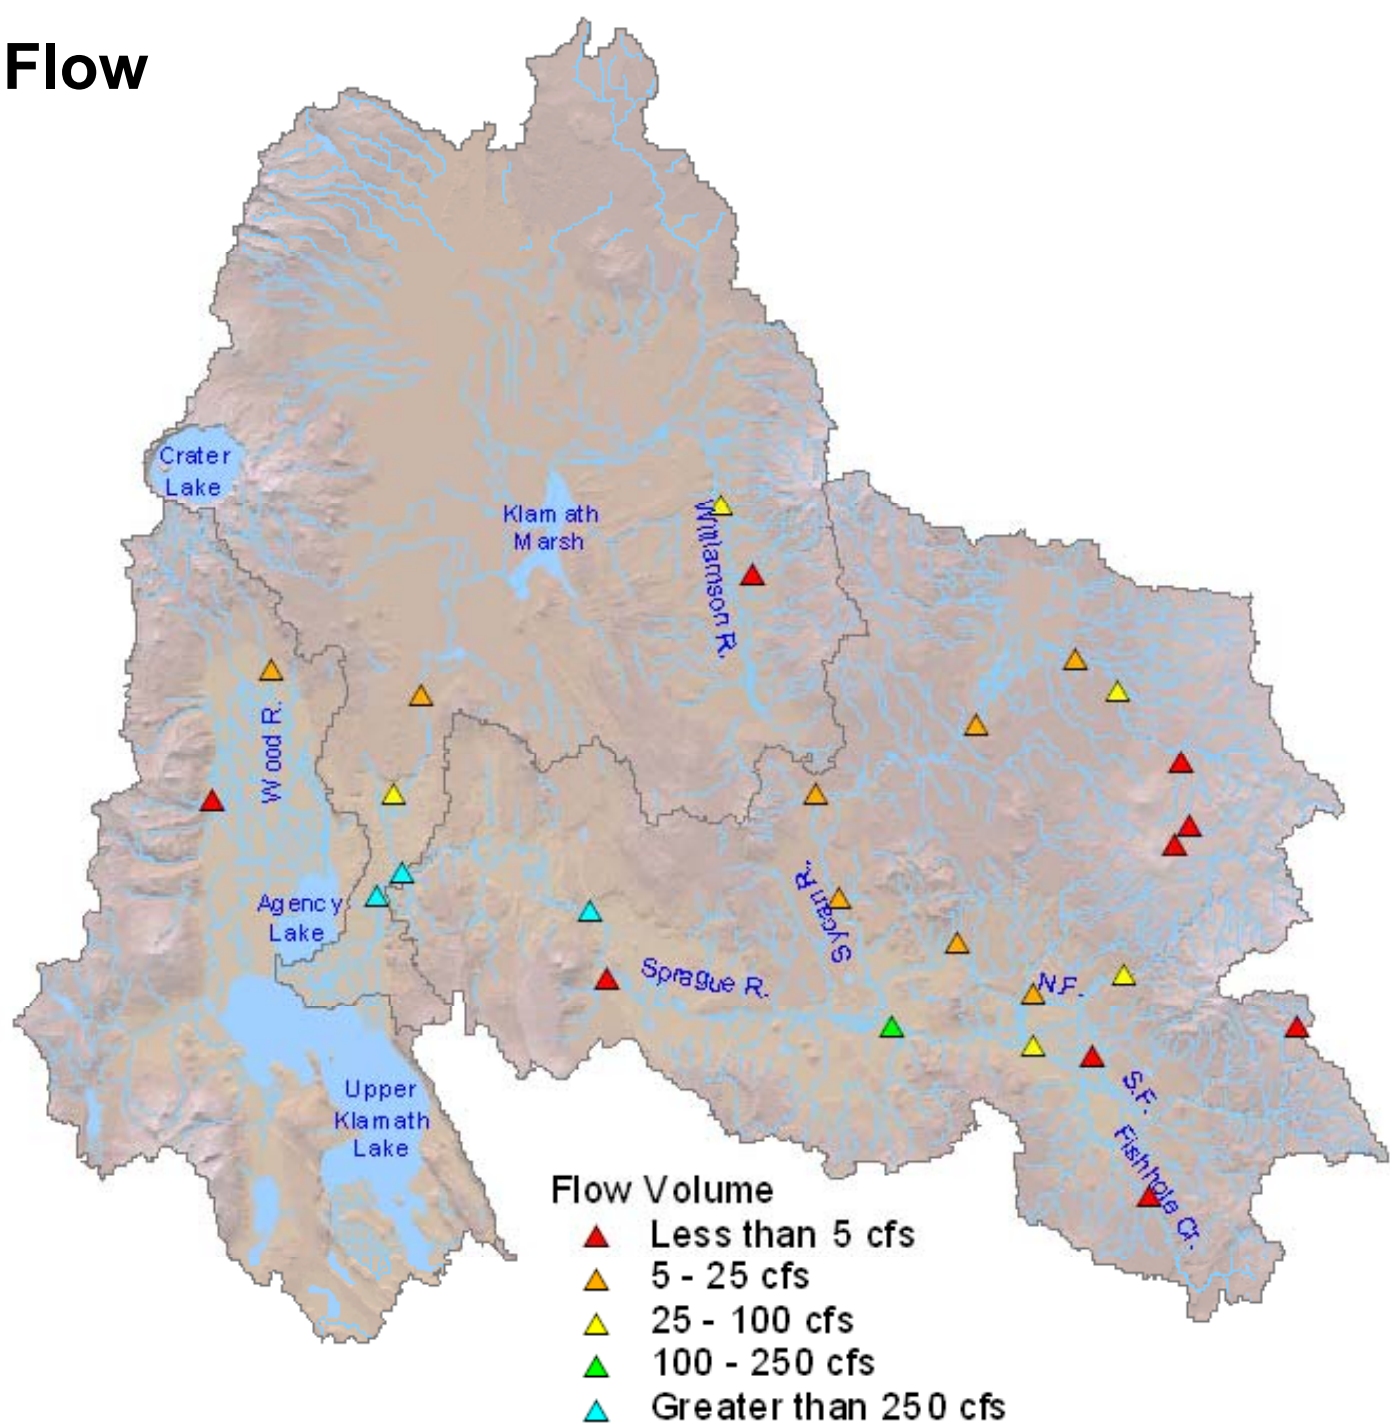 Flow
Crater
Lake
Klamath
Marsh
Williamson R.
Wood R.
Agency
Lake
Sycan R.
Sprague R.
N.F.
S.F.
Upper
Klamath
Lake
Fishhole Cr.
Flow Volume
Less than 5 cfs
5 - 25 cfs
25 - 100 cfs
100 - 250 cfs
Greater than 250 cfs